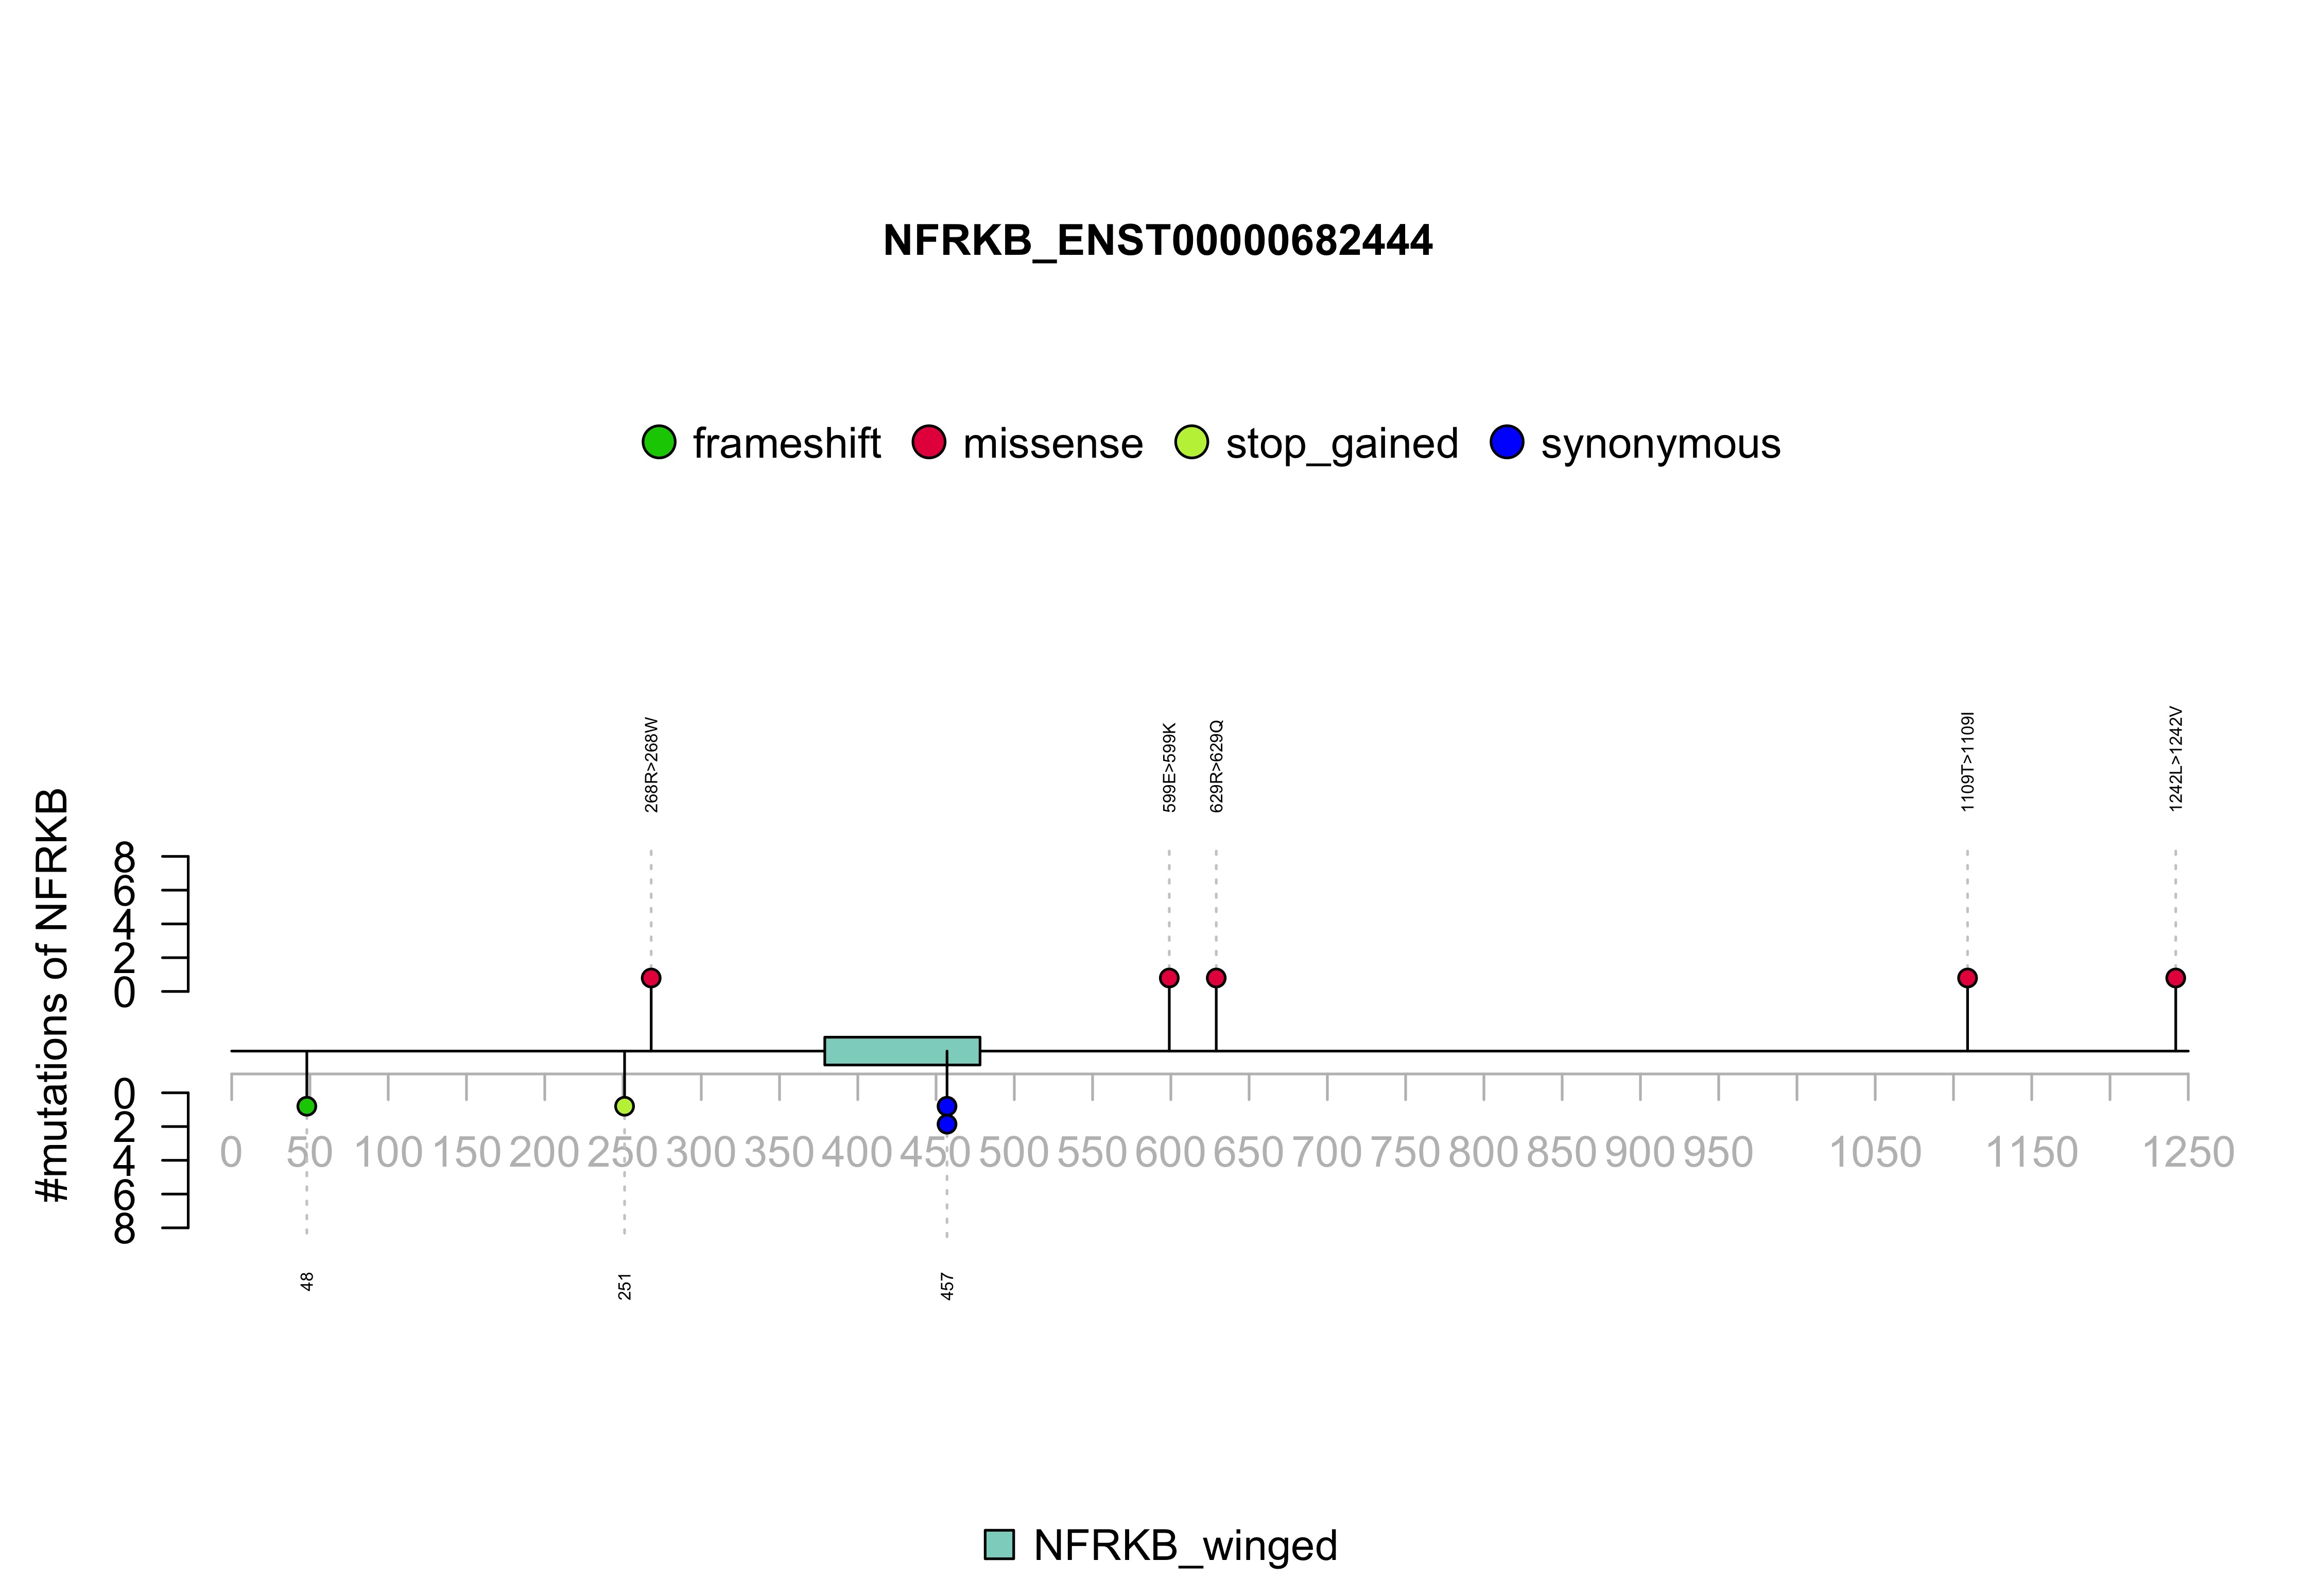 NFRKB_ENST00000682444
frameshift missense stop_gained synonymous
268R>268W
599E>599K
629R>629Q
1109T>1109I
1242L>1242V
#mutations of NFRKB
8
6
4
2
0
0
2
4
6
8
0 50 100 150 200 250 300 350 400 450 500 550 600 650 700 750 800 850 900 950 1050 1150 1250
48
251
457
NFRKB_winged